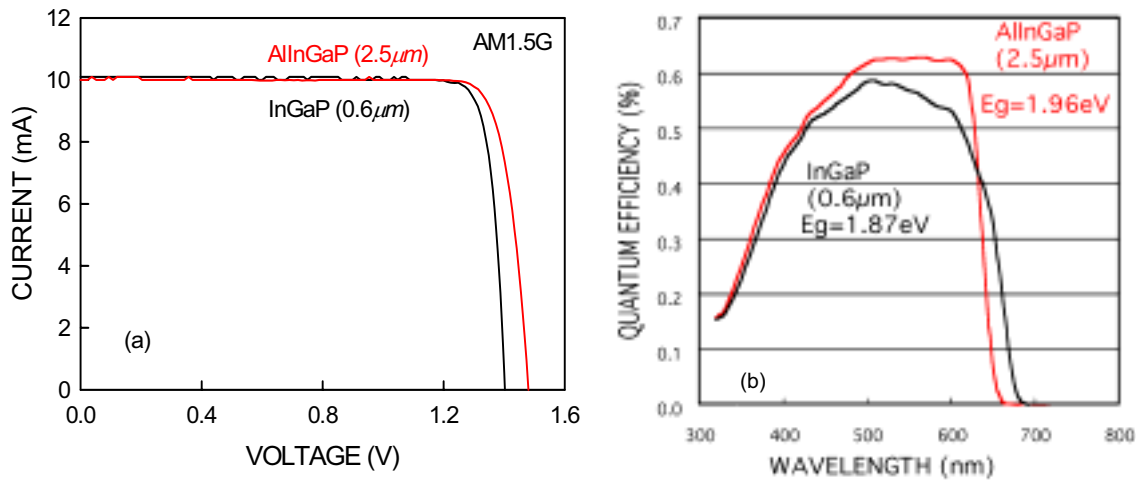 12
10
8
6
4
2
0
CURRENT (mA)
AlInGaP (2.5μm)
AM1.5G
InGaP (0.6μm)
(a)
0.0
0.4
0.8
1.2
1.6
VOLTAGE (V)
0.7
0.6
0.5
0.4
0.3
0.2
0.1
0.0
QUANTUM EFFICIENCY (%)
AlInGaP
(2.5μm)
Eg=1.96eV
InGaP
(0.6μm)
Eg=1.87eV
(b)
300
400
500
600
700
800
WAVELENGTH (nm)